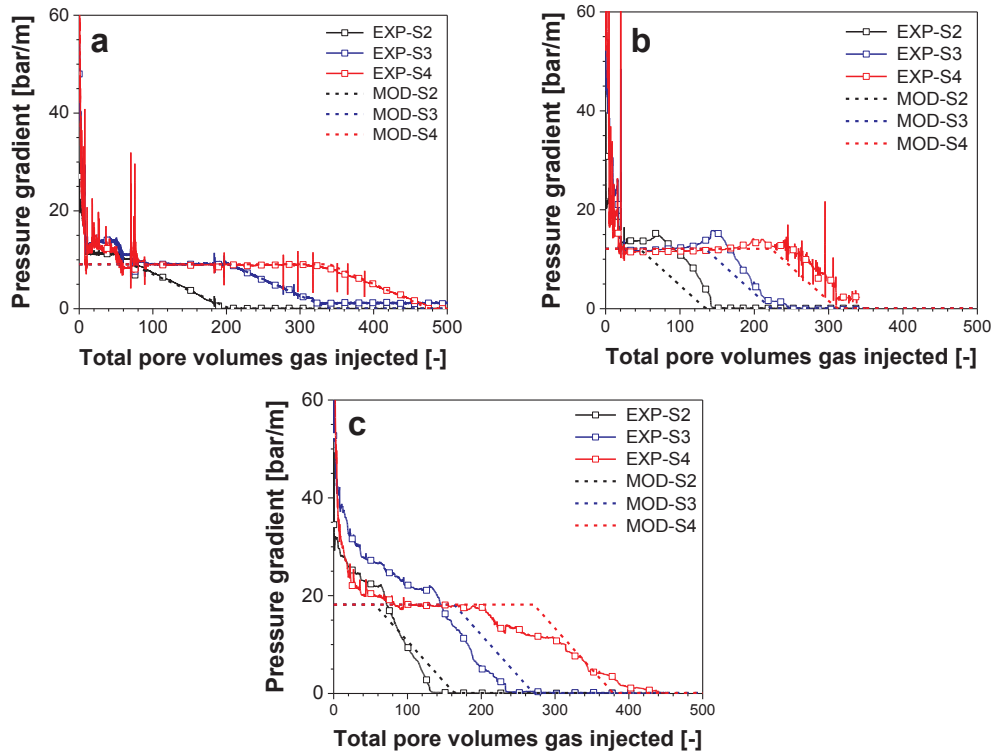 a
EXP-S2
EXP-S3
EXP-S4
MOD-S2
MOD-S3
MOD-S4
Pressure gradient [bar/m]
60
40
20
0
0 100 200 300 400 500
Total pore volumes gas injected [-]
b
EXP-S2
EXP-S3
EXP-S4
MOD-S2
MOD-S3
MOD-S4
Pressure gradient [bar/m]
60
40
20
0
0 100 200 300 400 500
Total pore volumes gas injected [-]
c
EXP-S2
EXP-S3
EXP-S4
MOD-S2
MOD-S3
MOD-S4
Pressure gradient [bar/m]
60
40
20
0
0 100 200 300 400 500
Total pore volumes gas injected [-]